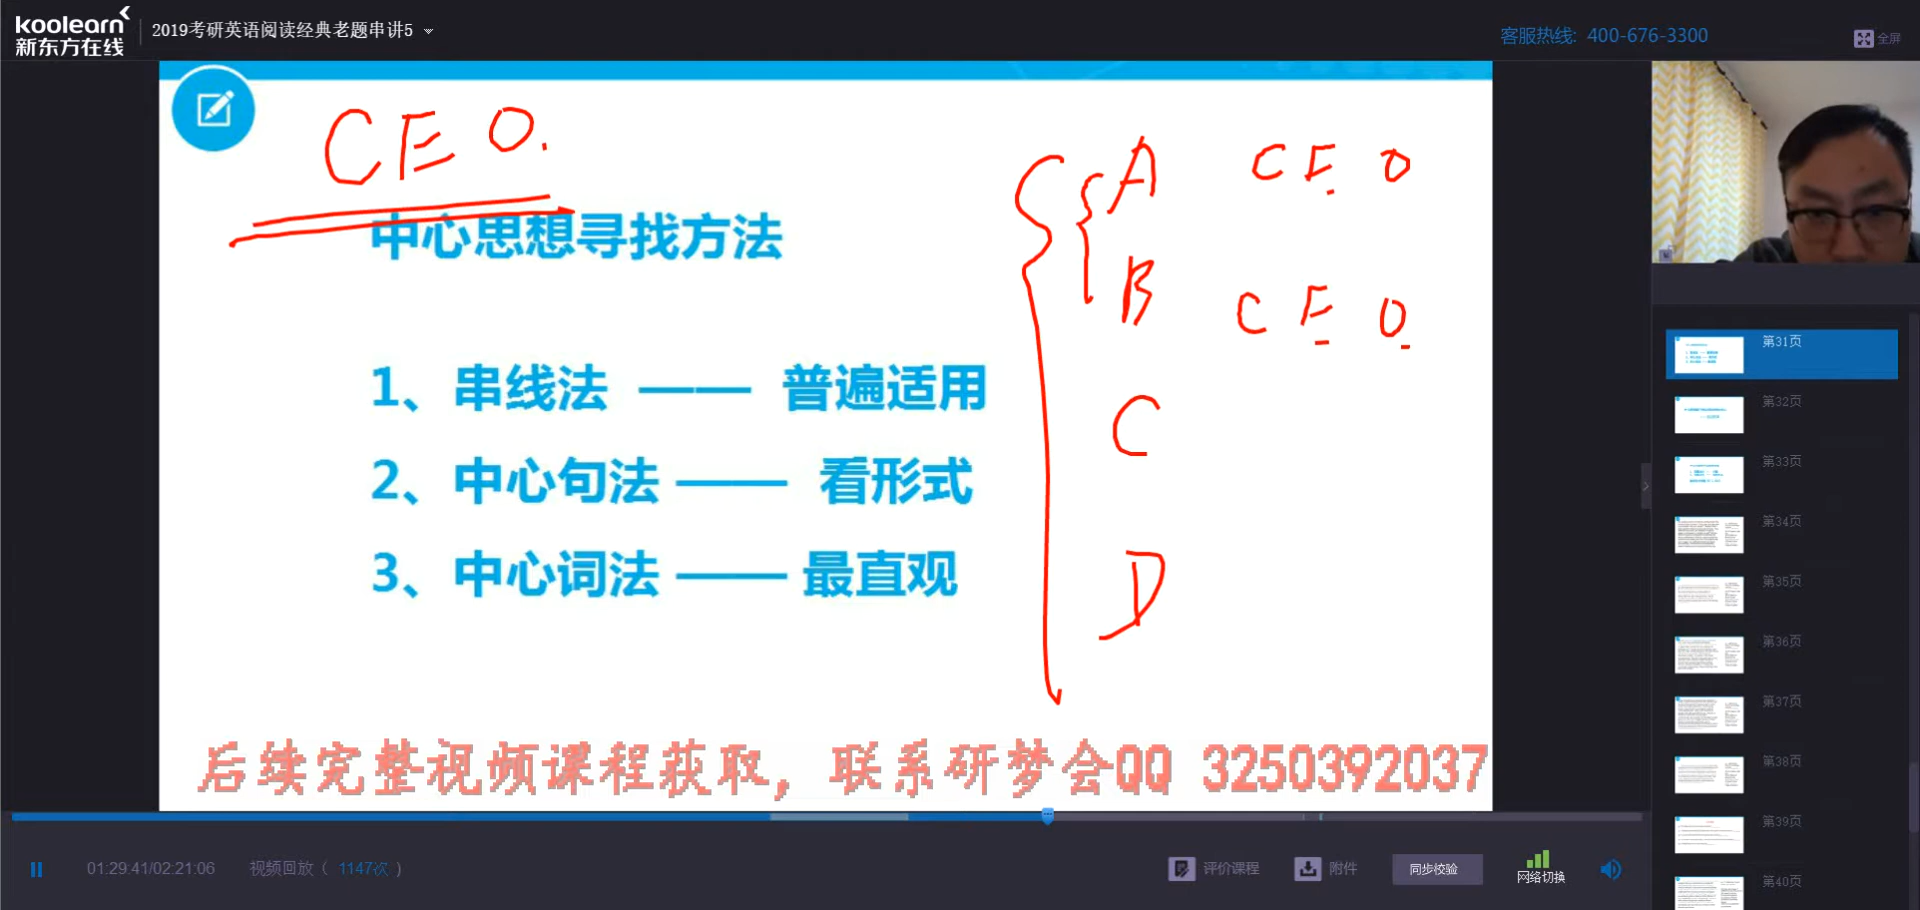 koolearn
新东方在线
2019考研英语阅读经典老题串讲5
客服热线: 400-676-3300
全屏
CEO.
中心思想寻找方法
1、串线法 —— 普遍适用
2、中心句法 —— 看形式
3、中心词法 —— 最直观
A CEO
B CEO
C
D
后续完整视频课程获取，联系研梦会QQ 3250392037
第31页
第32页
第33页
第34页
第35页
第36页
第37页
第38页
第39页
第40页
01:29:41/02:21:06
视频回放（ 1147次 ）
评价课程
附件
同步校验
网络切换